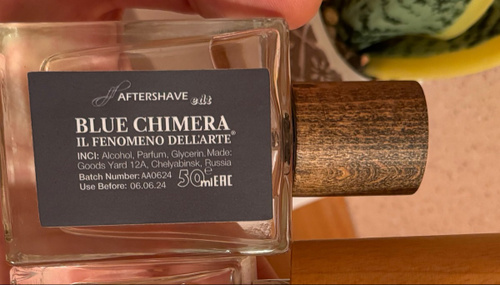 AFTERSHAVE edt
BLUE CHIMERA
IL FENOMENO DELL'ARTE®
INCI: Alcohol, Parfum, Glycerin, Made:
Goods Yard 12A, Chelyabinsk, Russia
Batch Number: AA0624
Use Before: 06.06.24
50ml EAC